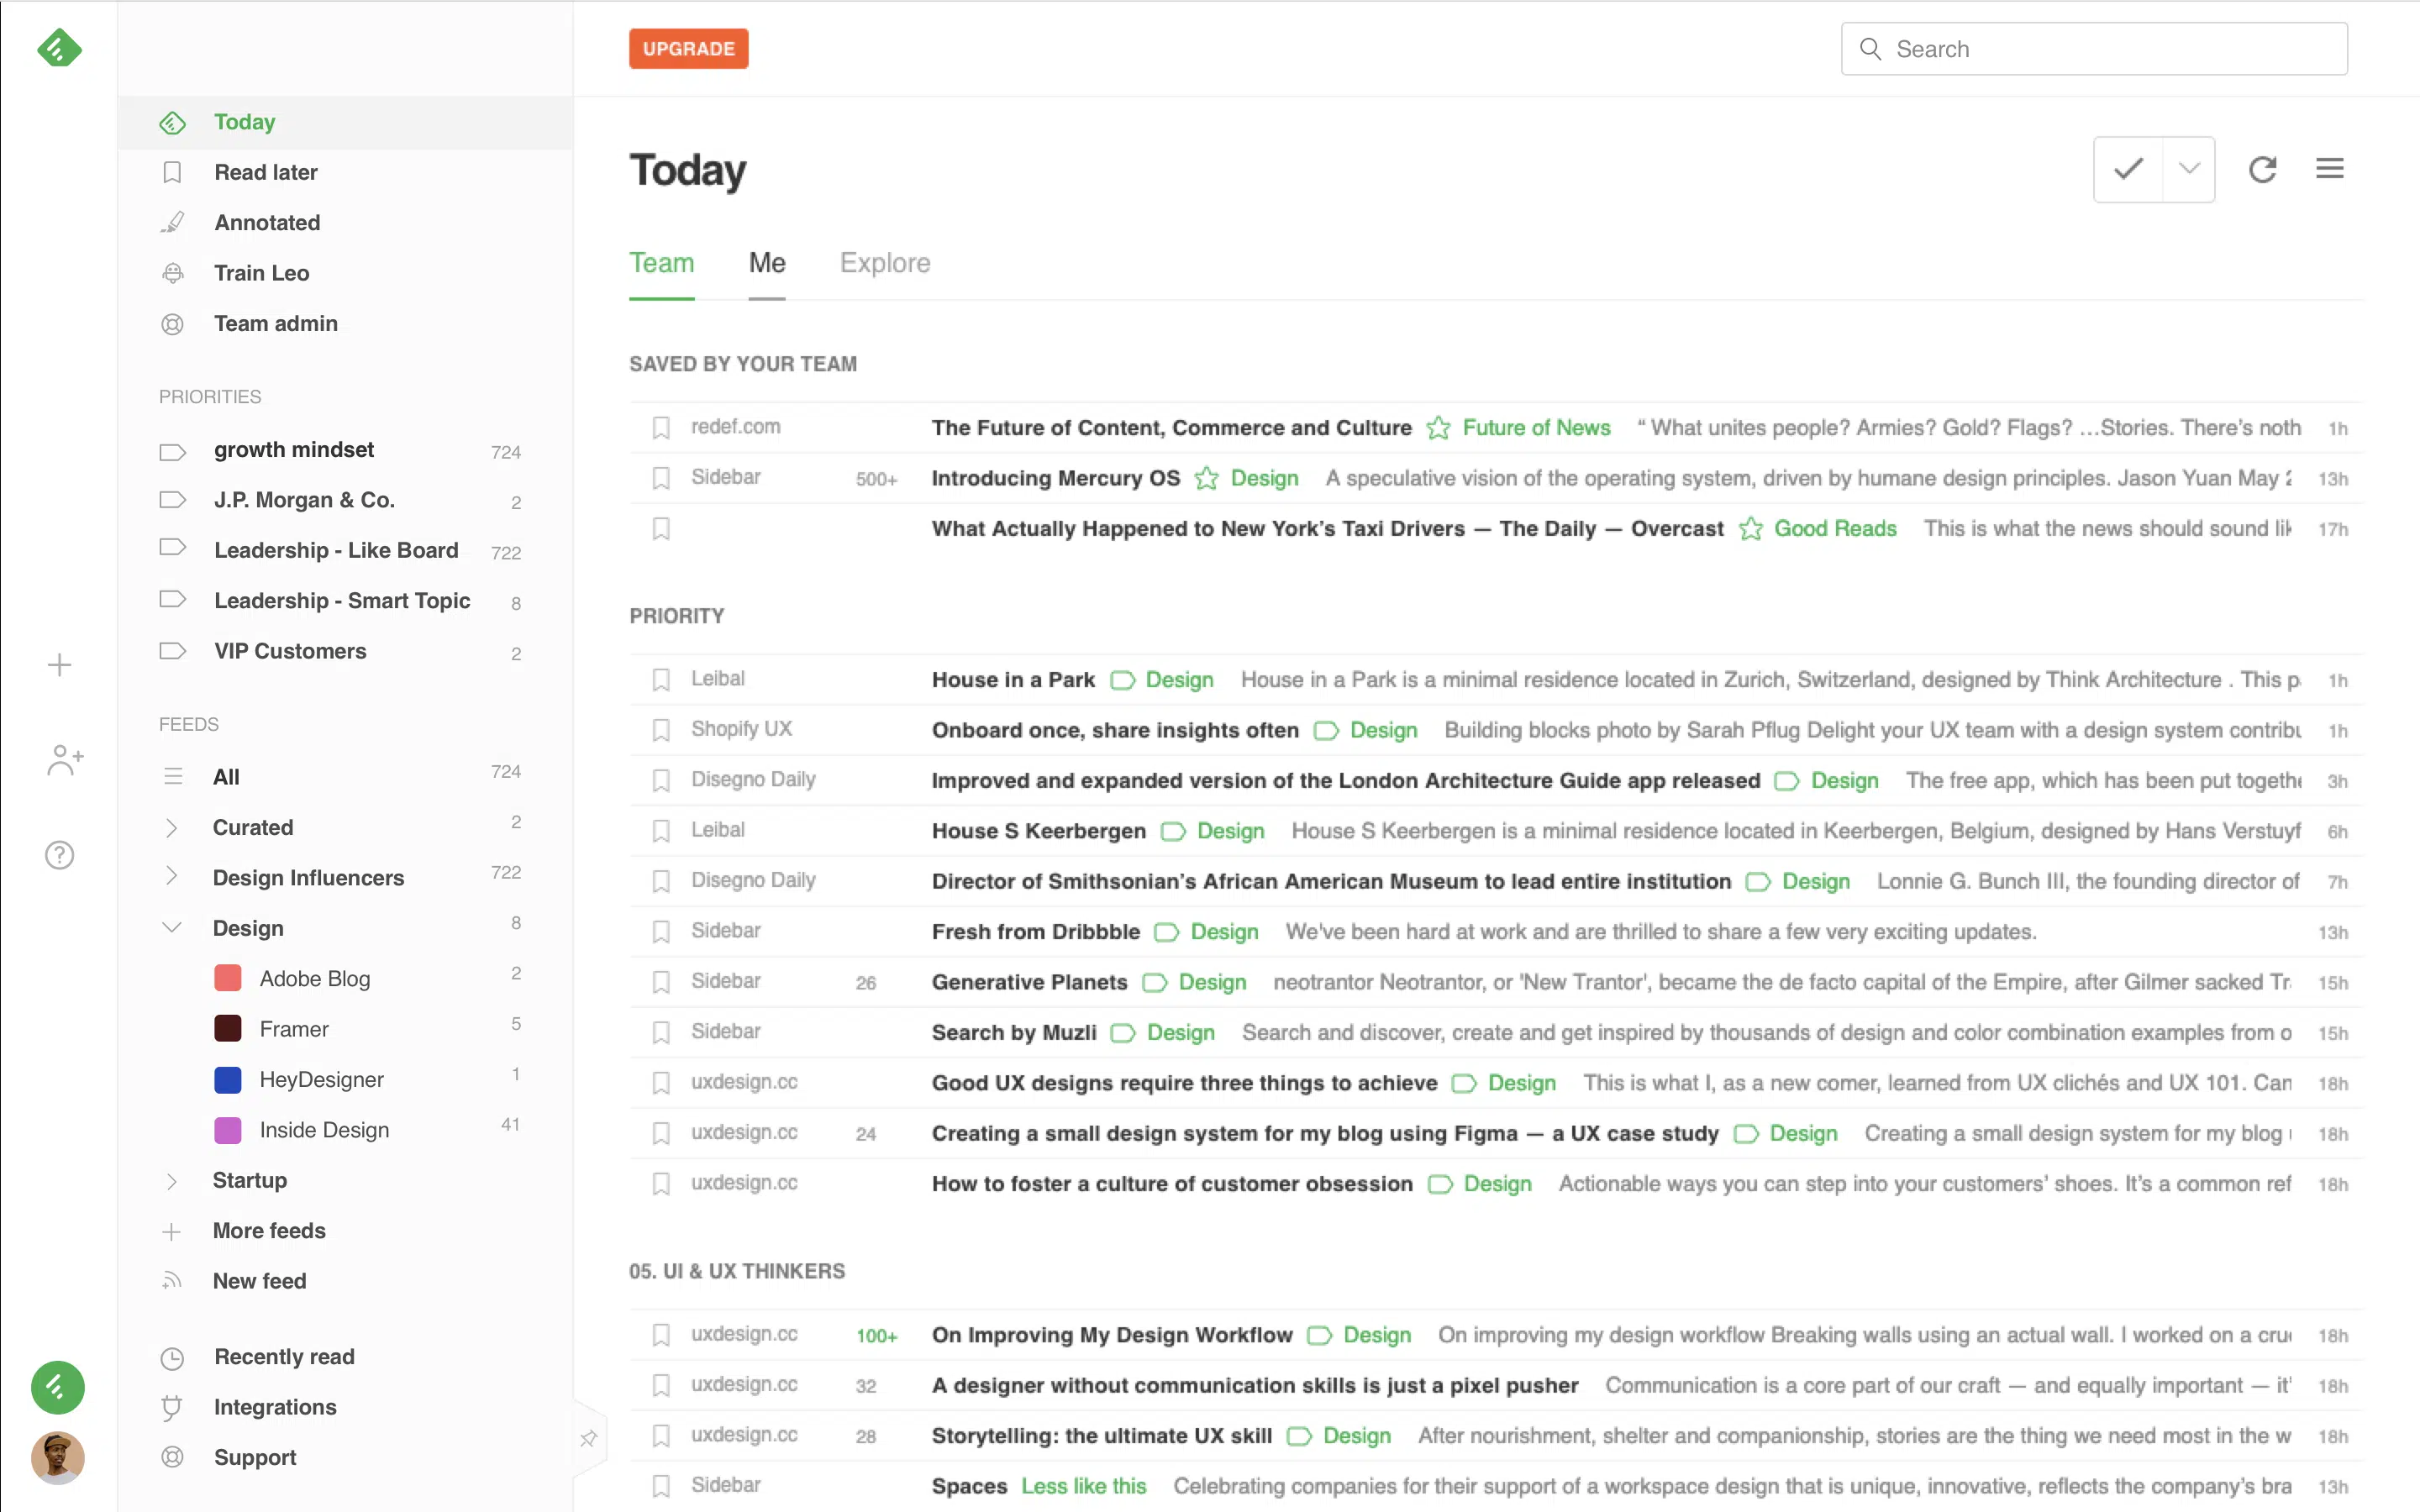 UPGRADE
Search
Today
Read later
Annotated
Train Leo
Team admin
PRIORITIES
growth mindset 724
J.P. Morgan & Co. 2
Leadership - Like Board 722
Leadership - Smart Topic 8
VIP Customers 2
FEEDS
All 724
Curated 2
Design Influencers 722
Design 8
Adobe Blog 2
Framer 5
HeyDesigner 1
Inside Design 41
Startup
More feeds
New feed
Recently read
Integrations
Support
Today
Team Me Explore
SAVED BY YOUR TEAM
redef.com The Future of Content, Commerce and Culture Future of News “ What unites people? Armies? Gold? Flags? …Stories. There’s noth 1h
Sidebar 500+ Introducing Mercury OS Design A speculative vision of the operating system, driven by humane design principles. Jason Yuan May 13h
What Actually Happened to New York’s Taxi Drivers — The Daily — Overcast Good Reads This is what the news should sound lik 17h
PRIORITY
Leibal House in a Park Design House in a Park is a minimal residence located in Zurich, Switzerland, designed by Think Architecture . This p 1h
Shopify UX Onboard once, share insights often Design Building blocks photo by Sarah Pflug Delight your UX team with a design system contribu 1h
Disegno Daily Improved and expanded version of the London Architecture Guide app released Design The free app, which has been put togethe 3h
Leibal House S Keerbergen Design House S Keerbergen is a minimal residence located in Keerbergen, Belgium, designed by Hans Verstuyf 6h
Disegno Daily Director of Smithsonian’s African American Museum to lead entire institution Design Lonnie G. Bunch III, the founding director of 7h
Sidebar Fresh from Dribbble Design We've been hard at work and are thrilled to share a few very exciting updates. 13h
Sidebar 26 Generative Planets Design neotrantor Neotrantor, or 'New Trantor', became the de facto capital of the Empire, after Gilmer sacked Tr 15h
Sidebar Search by Muzli Design Search and discover, create and get inspired by thousands of design and color combination examples from o 15h
uxdesign.cc Good UX designs require three things to achieve Design This is what I, as a new comer, learned from UX clichés and UX 101. Can 18h
uxdesign.cc 24 Creating a small design system for my blog using Figma — a UX case study Design Creating a small design system for my blog 18h
uxdesign.cc How to foster a culture of customer obsession Design Actionable ways you can step into your customers’ shoes. It’s a common ref 18h
05. UI & UX THINKERS
uxdesign.cc 100+ On Improving My Design Workflow Design On improving my design workflow Breaking walls using an actual wall. I worked on a cru 18h
uxdesign.cc 32 A designer without communication skills is just a pixel pusher Communication is a core part of our craft — and equally important — it’ 18h
uxdesign.cc 28 Storytelling: the ultimate UX skill Design After nourishment, shelter and companionship, stories are the thing we need most in the w 18h
Sidebar Spaces Less like this Celebrating companies for their support of a workspace design that is unique, innovative, reflects the company’s bra 13h